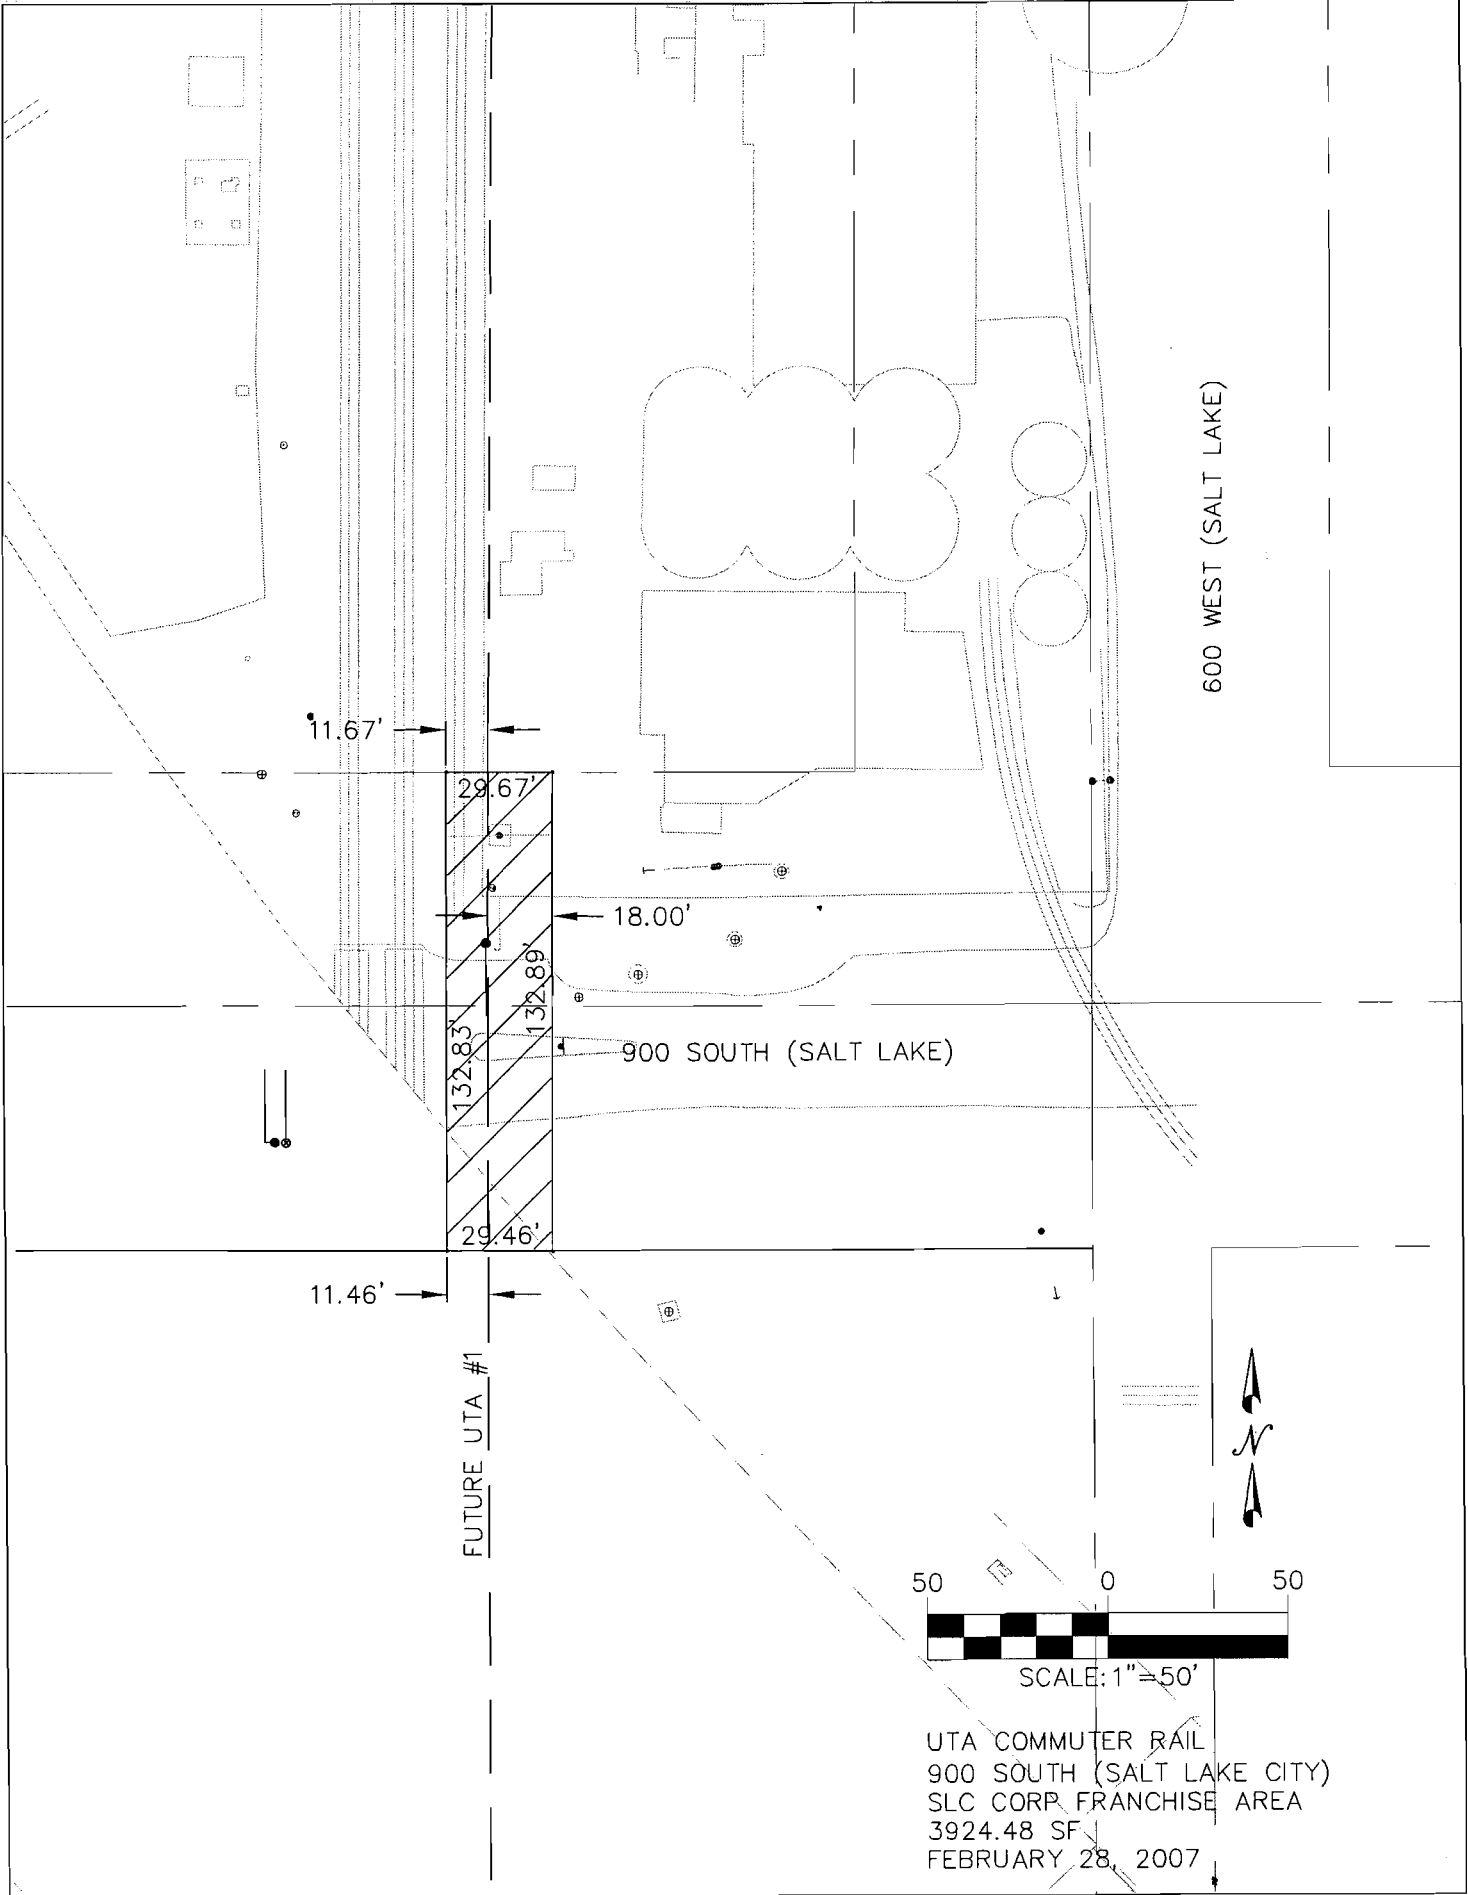 600 WEST (SALT LAKE)
11.67'
29.67'
18.00'
132.89'
132.83'
900 SOUTH (SALT LAKE)
29.46'
11.46'
FUTURE UTA #1
N
50 0 50
SCALE: 1"=50'
UTA COMMUTER RAIL
900 SOUTH (SALT LAKE CITY)
SLC CORP FRANCHISE AREA
3924.48 SF
FEBRUARY 28, 2007